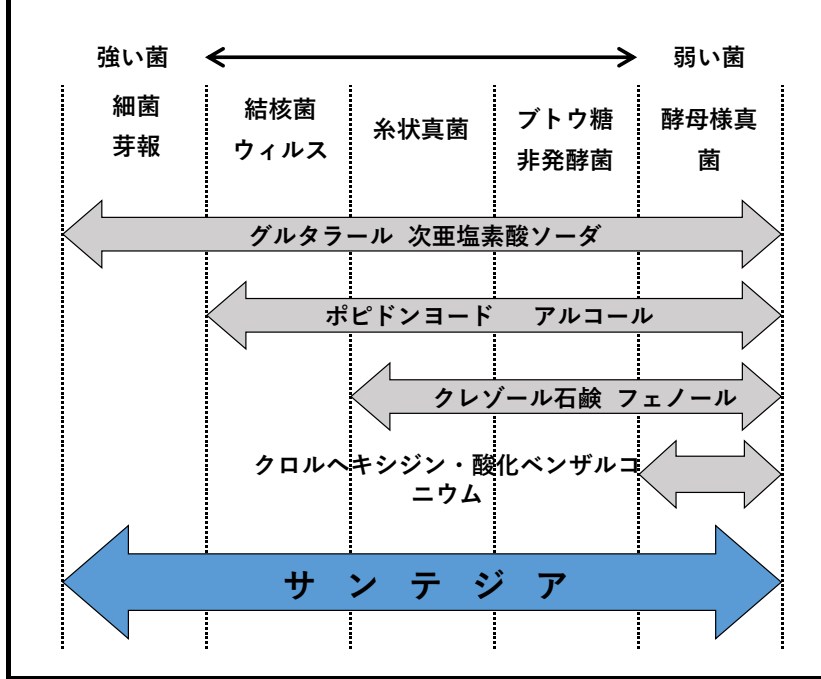 強い菌
弱い菌
細菌
芽報
結核菌
ウィルス
糸状真菌
ブトウ糖
非発酵菌
酵母様真
菌
グルタラール 次亜塩素酸ソーダ
ポピドンヨード アルコール
クレゾール石鹸 フェノール
クロルヘキシジン・酸化ベンザルコ
ニウム
サンテジア